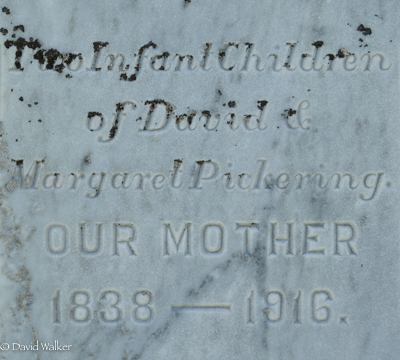 Two Infant Children
of David &
Margaret Pickering.
OUR MOTHER
1838 — 1916.
© David Walker